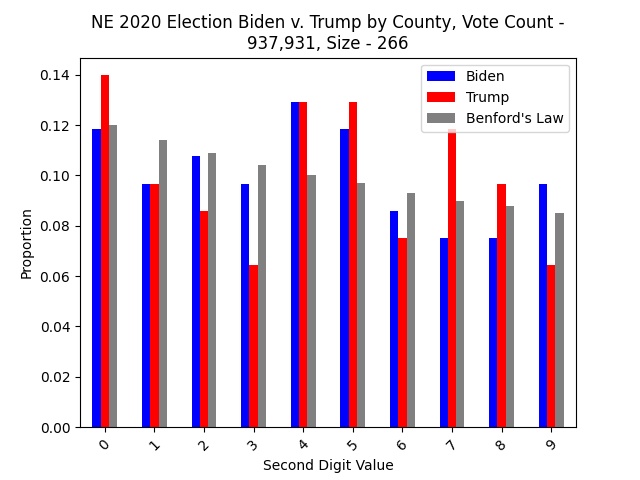 NE 2020 Election Biden v. Trump by County, Vote Count -
937,931, Size - 266
Biden
Trump
Benford's Law
0.14
0.12
0.10
0.08
0.06
0.04
0.02
0.00
Proportion
0 1 2 3 4 5 6 7 8 9
Second Digit Value